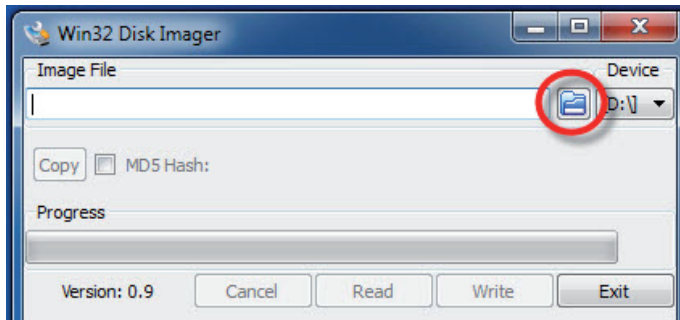 Win32 Disk Imager
Image File
Device
[D:\]
Copy
MD5 Hash:
Progress
Version: 0.9
Cancel
Read
Write
Exit